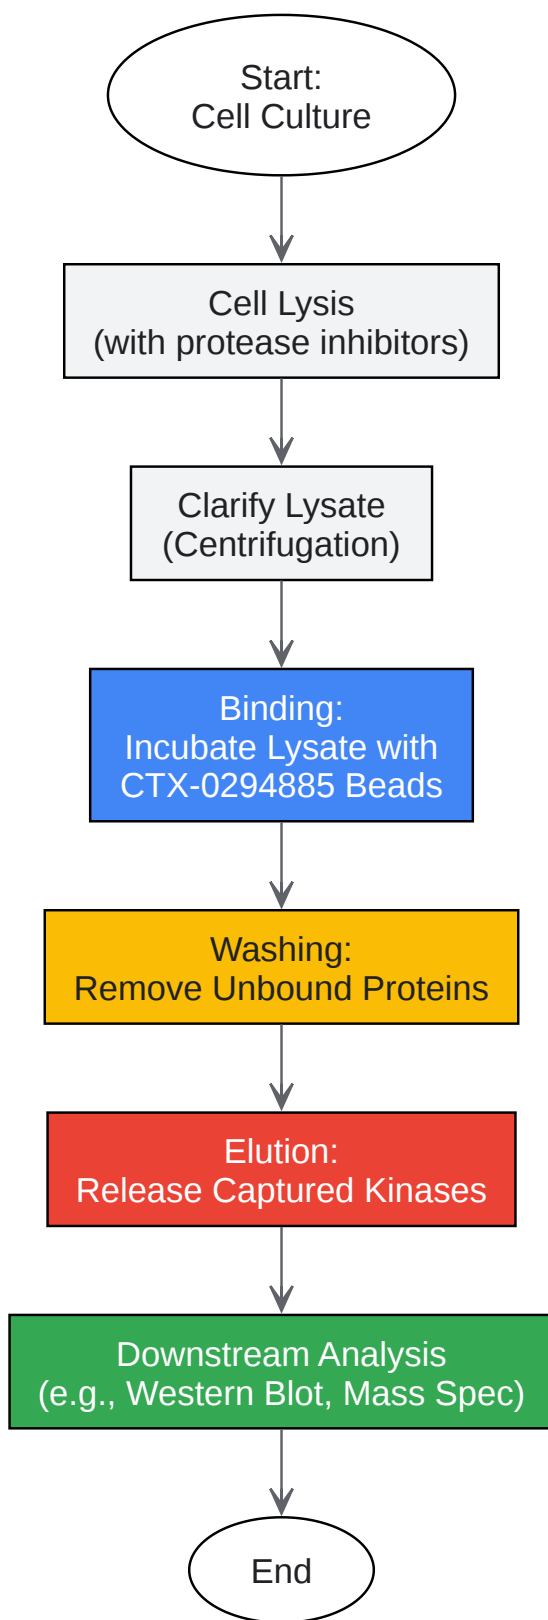 Start:
Cell Culture
Cell Lysis
(with protease inhibitors)
Clarify Lysate
(Centrifugation)
Binding:
Incubate Lysate with
CTX-0294885 Beads
Washing:
Remove Unbound Proteins
Elution:
Release Captured Kinases
Downstream Analysis
(e.g., Western Blot, Mass Spec)
End